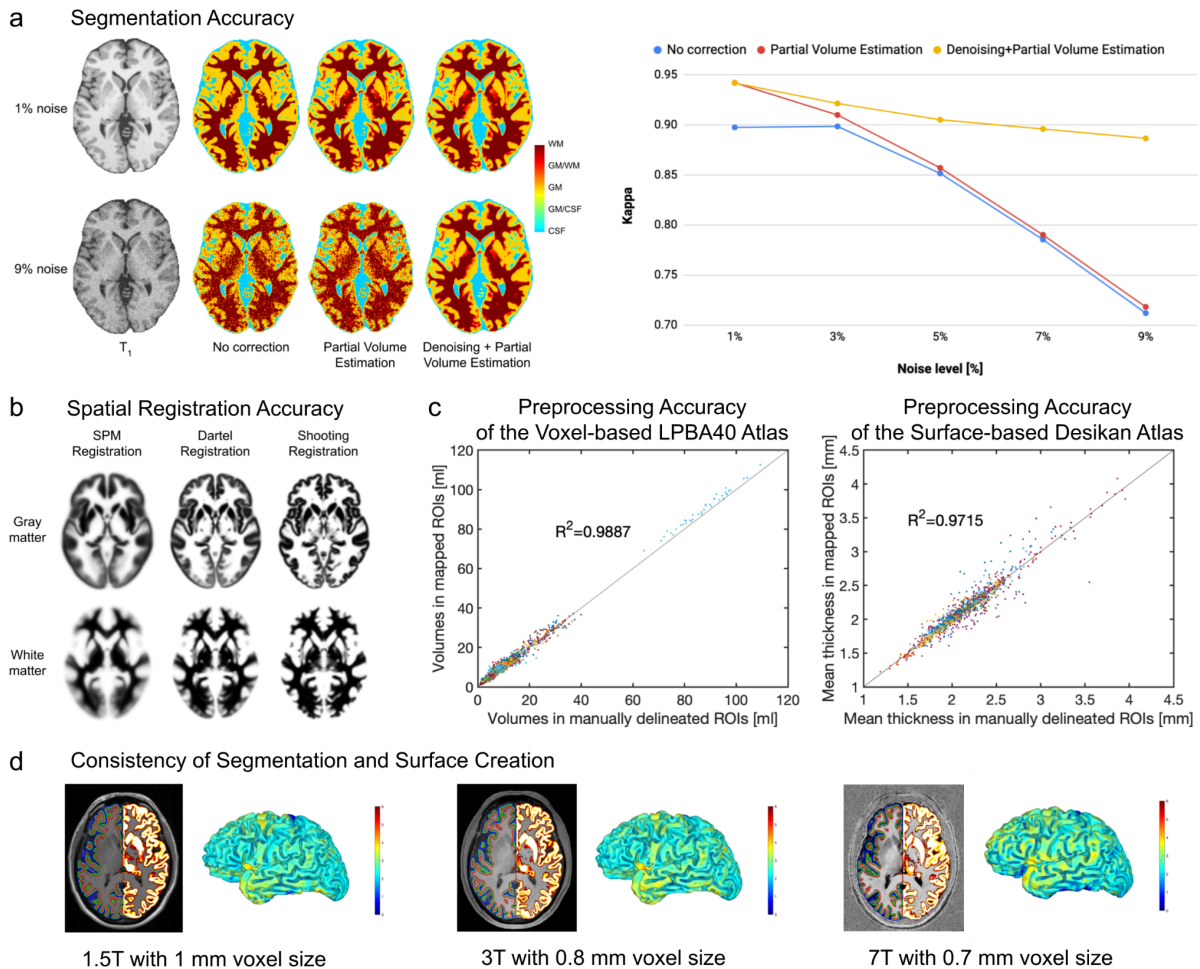 a Segmentation Accuracy
1% noise
9% noise
T1
No correction
Partial Volume
Estimation
Denoising + Partial
Volume Estimation
WM
GM/WM
GM
GM/CSF
CSF
No correction Partial Volume Estimation Denoising+Partial Volume Estimation
Kappa
0.95
0.90
0.85
0.80
0.75
0.70
1% 3% 5% 7% 9%
Noise level [%]
b Spatial Registration Accuracy
SPM
Registration
Dartel
Registration
Shooting
Registration
Gray
matter
White
matter
c Preprocessing Accuracy
of the Voxel-based LPBA40 Atlas
Volumes in mapped ROIs [ml]
120
100
80
60
40
20
0
R2=0.9887
0 20 40 60 80 100 120
Volumes in manually delineated ROIs [ml]
Preprocessing Accuracy
of the Surface-based Desikan Atlas
Mean thickness in mapped ROIs [mm]
4.5
4
3.5
3
2.5
2
1.5
1
R2=0.9715
1 1.5 2 2.5 3 3.5 4 4.5
Mean thickness in manually delineated ROIs [mm]
d Consistency of Segmentation and Surface Creation
1.5T with 1 mm voxel size
3T with 0.8 mm voxel size
7T with 0.7 mm voxel size